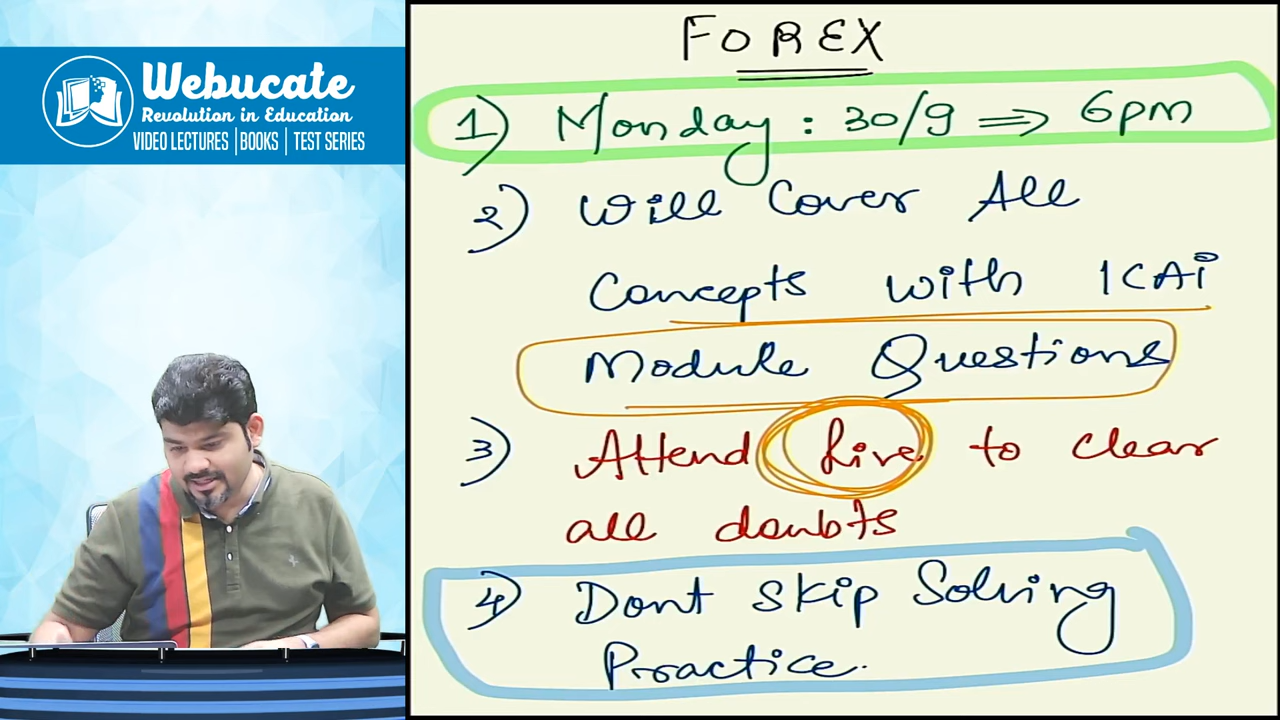 Webucate
Revolution in Education
VIDEO LECTURES | BOOKS | TEST SERIES
FOREX
1) Monday : 30/9 ⇒ 6pm
2) Will Cover All
Concepts with ICAi
Module Questions
3) Attend Live to clear
all doubts
4) Dont Skip Solving
Practice.